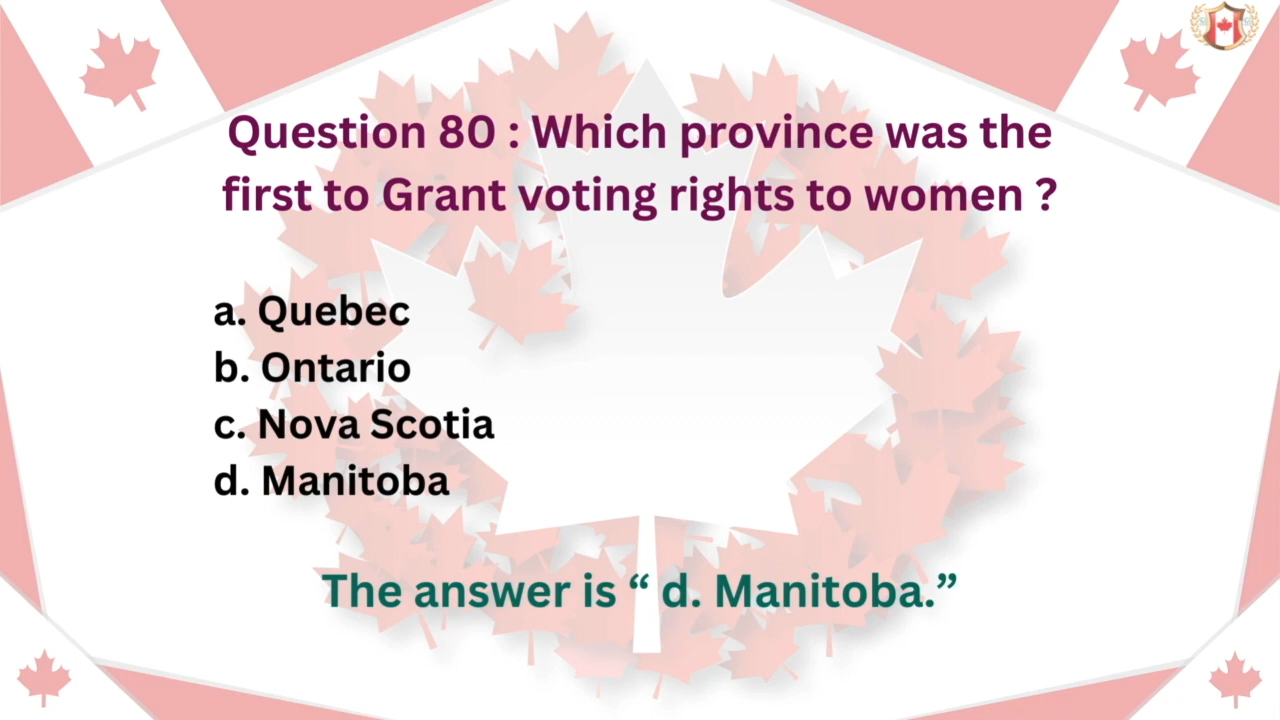 Question 80 : Which province was the
first to Grant voting rights to women ?
a. Quebec
b. Ontario
c. Nova Scotia
d. Manitoba
The answer is “ d. Manitoba.”